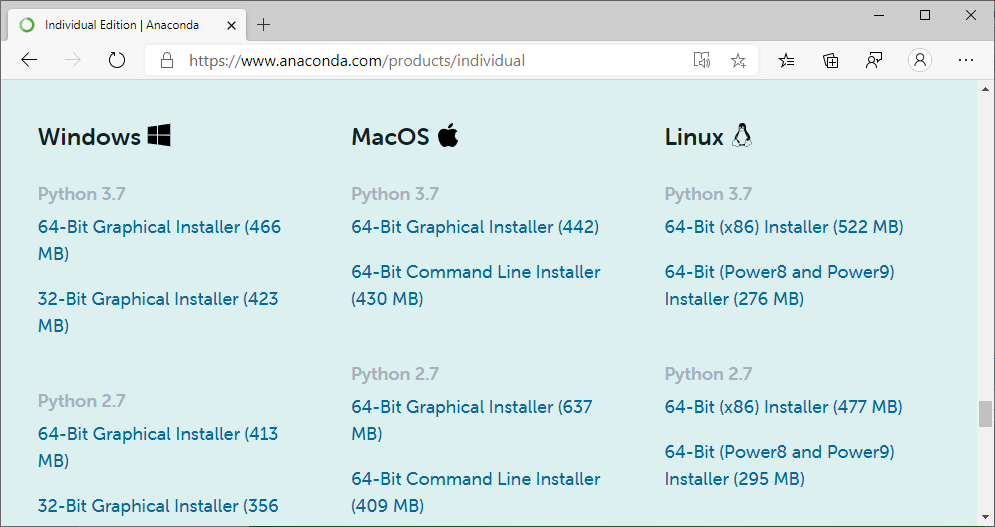 Individual Edition | Anaconda
https://www.anaconda.com/products/individual
Windows
Python 3.7
64-Bit Graphical Installer (466
MB)
32-Bit Graphical Installer (423
MB)
Python 2.7
64-Bit Graphical Installer (413
MB)
32-Bit Graphical Installer (356
MacOS
Python 3.7
64-Bit Graphical Installer (442)
64-Bit Command Line Installer
(430 MB)
Python 2.7
64-Bit Graphical Installer (637
MB)
64-Bit Command Line Installer
(409 MB)
Linux
Python 3.7
64-Bit (x86) Installer (522 MB)
64-Bit (Power8 and Power9)
Installer (276 MB)
Python 2.7
64-Bit (x86) Installer (477 MB)
64-Bit (Power8 and Power9)
Installer (295 MB)